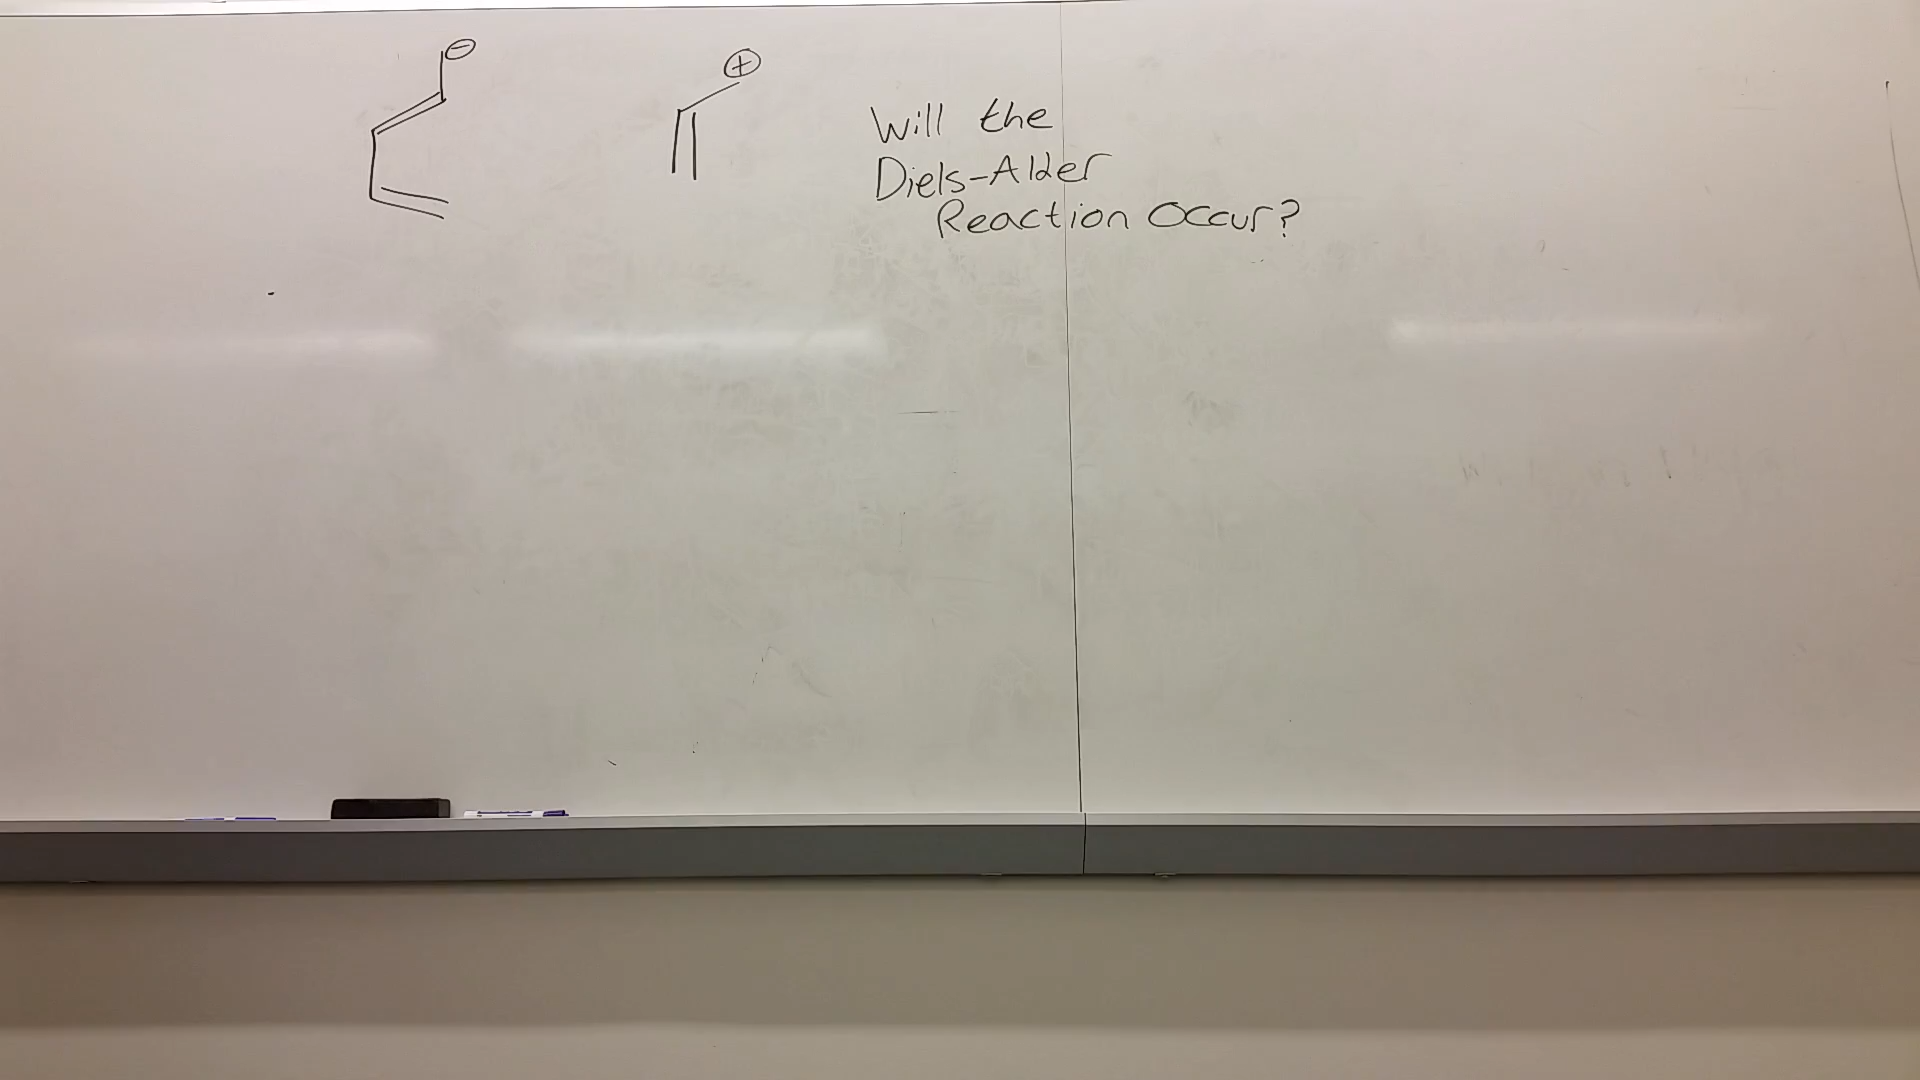 ⊖
⊕
Will the
Diels-Alder
Reaction Occur?